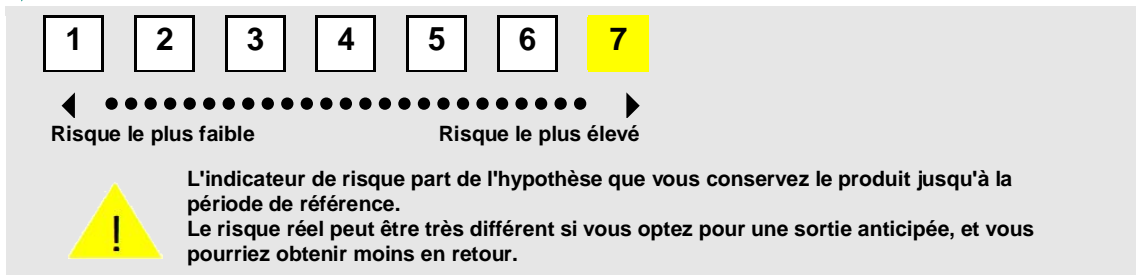 1 2 3 4 5 6 7
Risque le plus faible Risque le plus élevé
!
L'indicateur de risque part de l'hypothèse que vous conservez le produit jusqu'à la
période de référence.
Le risque réel peut être très différent si vous optez pour une sortie anticipée, et vous
pourriez obtenir moins en retour.